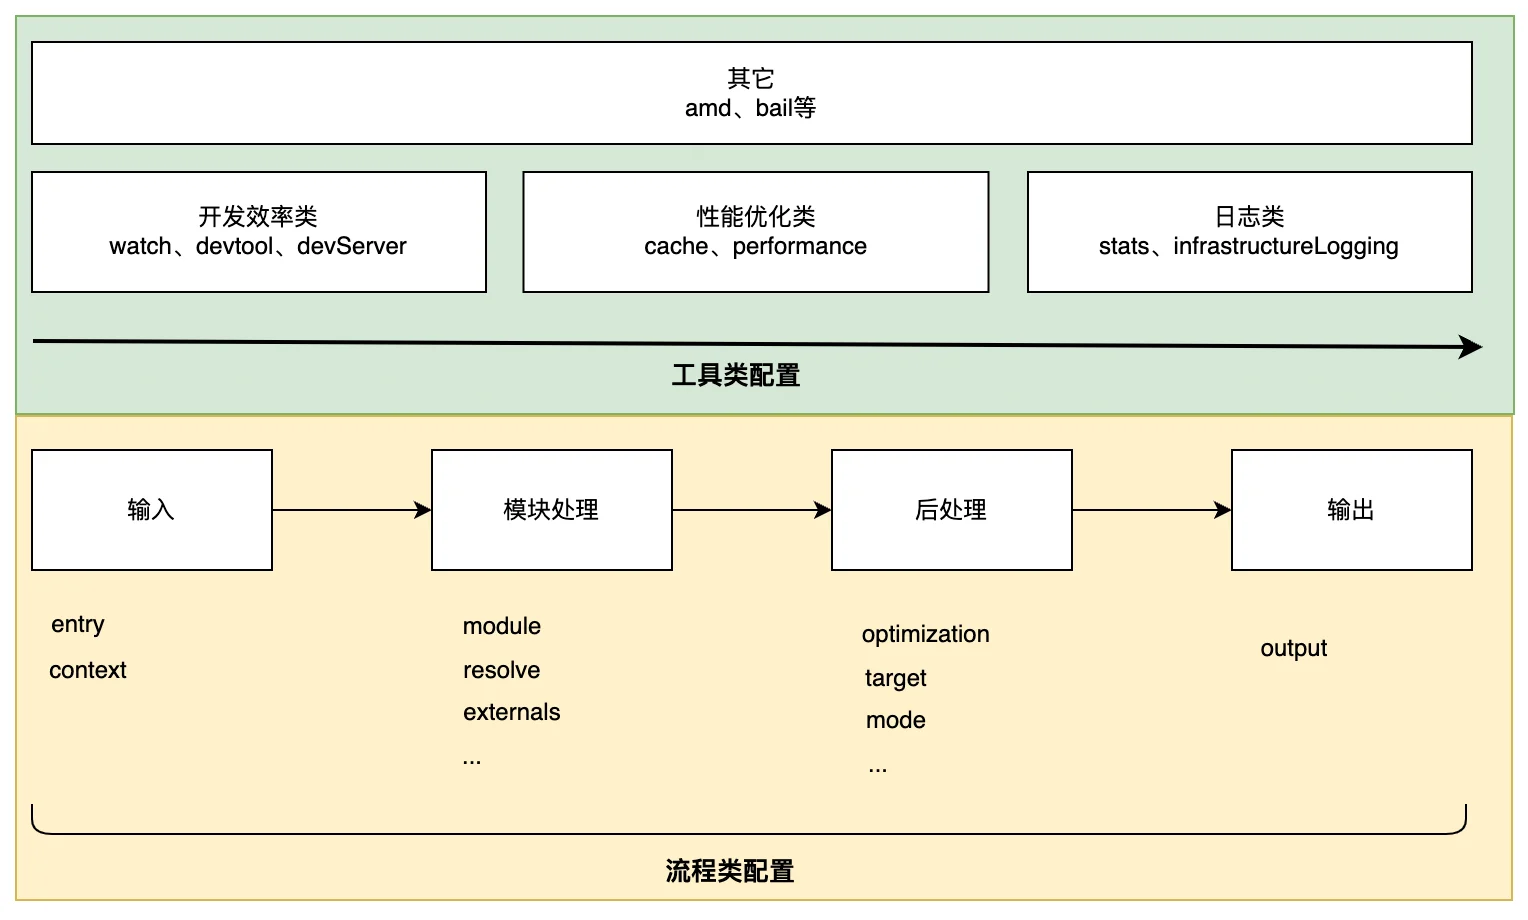 其它
amd、bail等
开发效率类
watch、devtool、devServer
性能优化类
cache、performance
日志类
stats、infrastructureLogging
工具类配置
输入
模块处理
后处理
输出
entry
context
module
resolve
externals
...
optimization
target
mode
...
output
流程类配置